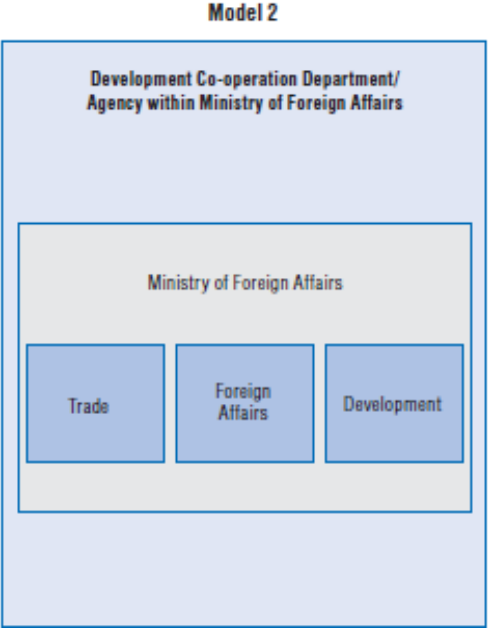 Model 2
Development Co-operation Department/
Agency within Ministry of Foreign Affairs
Ministry of Foreign Affairs
Trade
Foreign
Affairs
Development